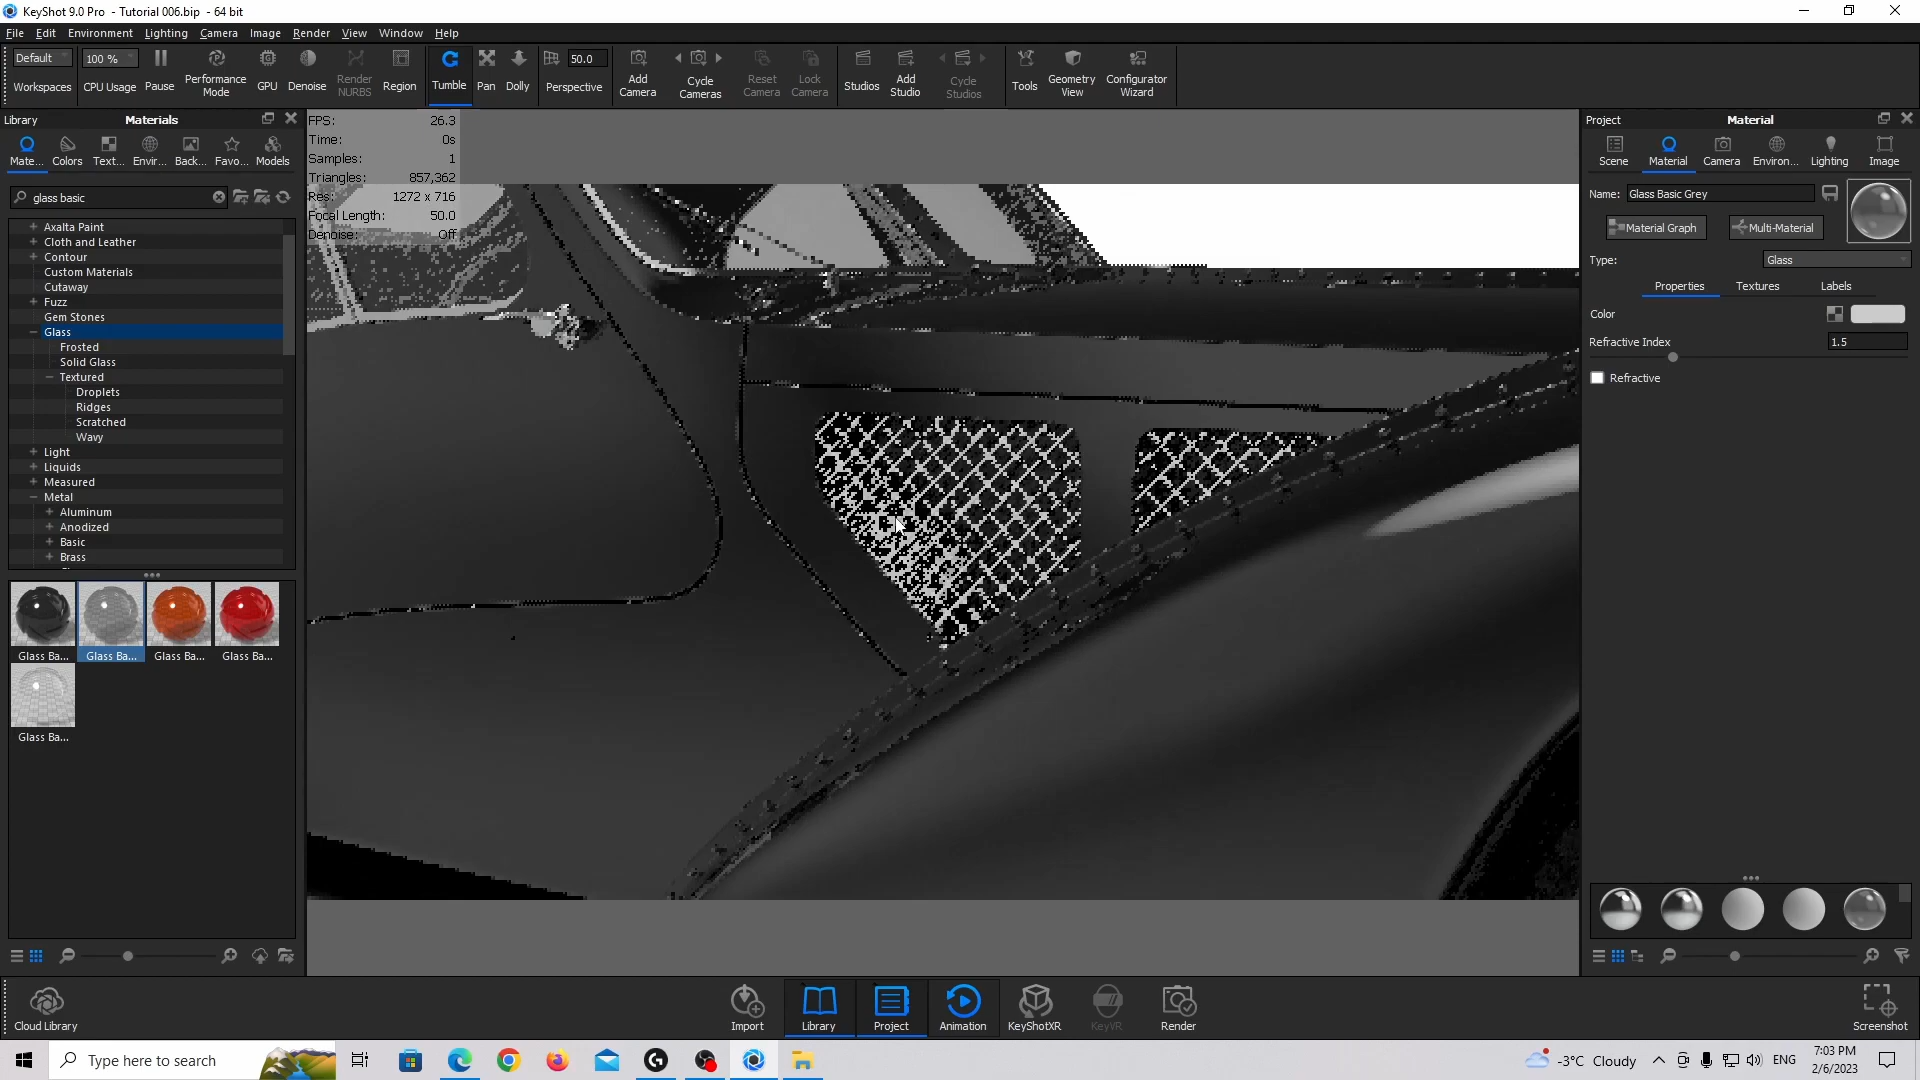 KeyShot 9.0 Pro - Tutorial 006.bip - 64 bit
File Edit Environment Lighting Camera Image Render View Window Help
Default
Workspaces
100 %
CPU Usage
Pause
Performance
Mode
GPU
Denoise
Render
NURBS
Region
Tumble
Pan
Dolly
50.0
Perspective
Add
Camera
Cycle
Cameras
Reset
Camera
Lock
Camera
Studios
Add
Studio
Cycle
Studios
Tools
Geometry
View
Configurator
Wizard
Library
Materials
Mate...
Colors
Text...
Envir...
Back...
Favo...
Models
glass basic
Axalta Paint
Cloth and Leather
Contour
Custom Materials
Cutaway
Fuzz
Gem Stones
Glass
Frosted
Solid Glass
Textured
Droplets
Ridges
Scratched
Wavy
Light
Liquids
Measured
Metal
Aluminum
Anodized
Basic
Brass
Glass Ba...
Glass Ba...
Glass Ba...
Glass Ba...
Glass Ba...
FPS: 26.3
Time: 0s
Samples: 1
Triangles: 857,362
Res: 1272 x 716
Focal Length: 50.0
Denoise: Off
Project
Material
Scene
Material
Camera
Environ...
Lighting
Image
Name: Glass Basic Grey
Material Graph
Multi-Material
Type: Glass
Properties
Textures
Labels
Color
Refractive Index 1.5
Refractive
Cloud Library
Import
Library
Project
Animation
KeyShotXR
KeyVR
Render
Screenshot
Type here to search
-3°C Cloudy
ENG
7:03 PM
2/6/2023